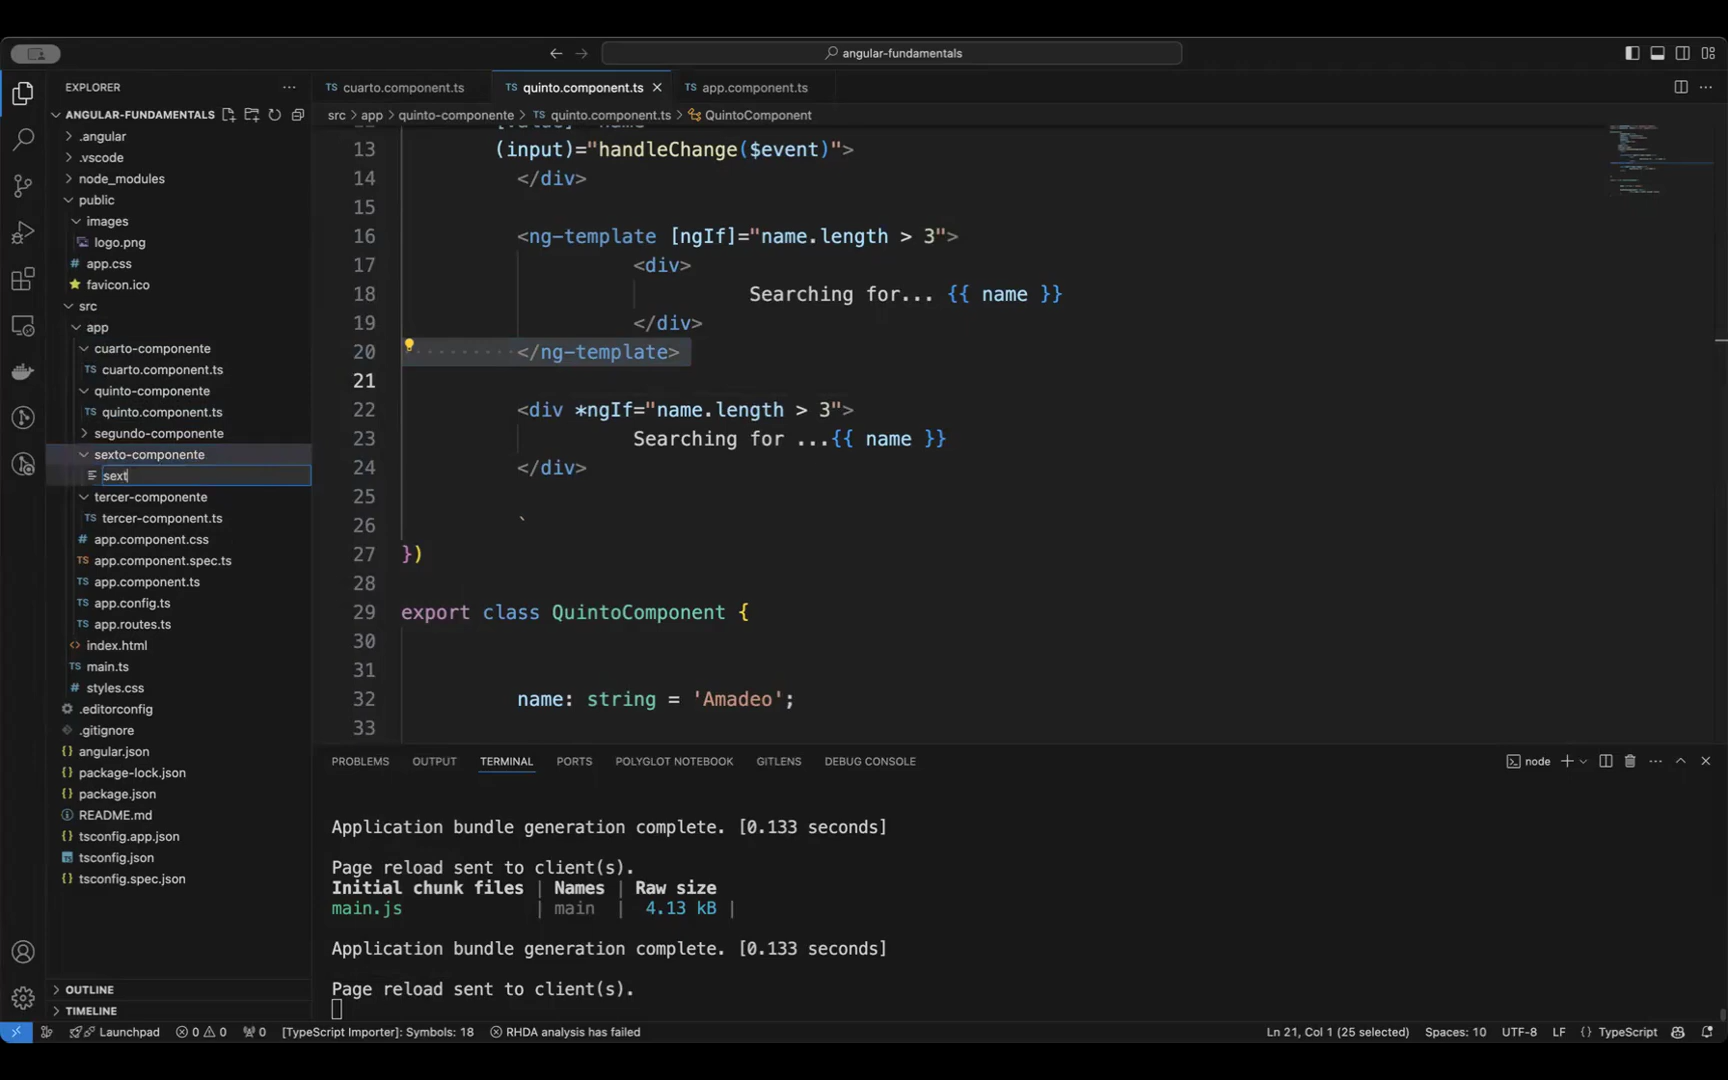 angular-fundamentals
EXPLORER
ANGULAR-FUNDAMENTALS
.angular
.vscode
node_modules
public
images
logo.png
app.css
favicon.ico
src
app
cuarto-componente
cuarto.component.ts
quinto-componente
quinto.component.ts
segundo-componente
sexto-componente
sext
tercer-componente
tercer-component.ts
app.component.css
app.component.spec.ts
app.component.ts
app.config.ts
app.routes.ts
index.html
main.ts
styles.css
.editorconfig
.gitignore
angular.json
package-lock.json
package.json
README.md
tsconfig.app.json
tsconfig.json
tsconfig.spec.json
OUTLINE
TIMELINE
cuarto.component.ts
quinto.component.ts
app.component.ts
src > app > quinto-componente > quinto.component.ts > QuintoComponent
13 (input)="handleChange($event)">
14 </div>
15
16 <ng-template [ngIf]="name.length > 3">
17 <div>
18 Searching for... {{ name }}
19 </div>
20 </ng-template>
21
22 <div *ngIf="name.length > 3">
23 Searching for ...{{ name }}
24 </div>
25
26 `
27 })
28
29 export class QuintoComponent {
30
31
32 name: string = 'Amadeo';
33
PROBLEMS OUTPUT TERMINAL PORTS POLYGLOT NOTEBOOK GITLENS DEBUG CONSOLE
node
Application bundle generation complete. [0.133 seconds]
Page reload sent to client(s).
Initial chunk files | Names | Raw size
main.js | main | 4.13 kB |
Application bundle generation complete. [0.133 seconds]
Page reload sent to client(s).
Launchpad 0 0 0 [TypeScript Importer]: Symbols: 18 RHDA analysis has failed Ln 21, Col 1 (25 selected) Spaces: 10 UTF-8 LF {} TypeScript